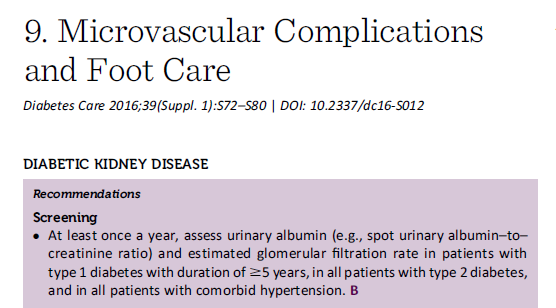 9. Microvascular Complications
and Foot Care
Diabetes Care 2016;39(Suppl. 1):S72–S80 | DOI: 10.2337/dc16-S012
DIABETIC KIDNEY DISEASE
Recommendations
Screening
• At least once a year, assess urinary albumin (e.g., spot urinary albumin–to–
creatinine ratio) and estimated glomerular filtration rate in patients with
type 1 diabetes with duration of ≥5 years, in all patients with type 2 diabetes,
and in all patients with comorbid hypertension. B